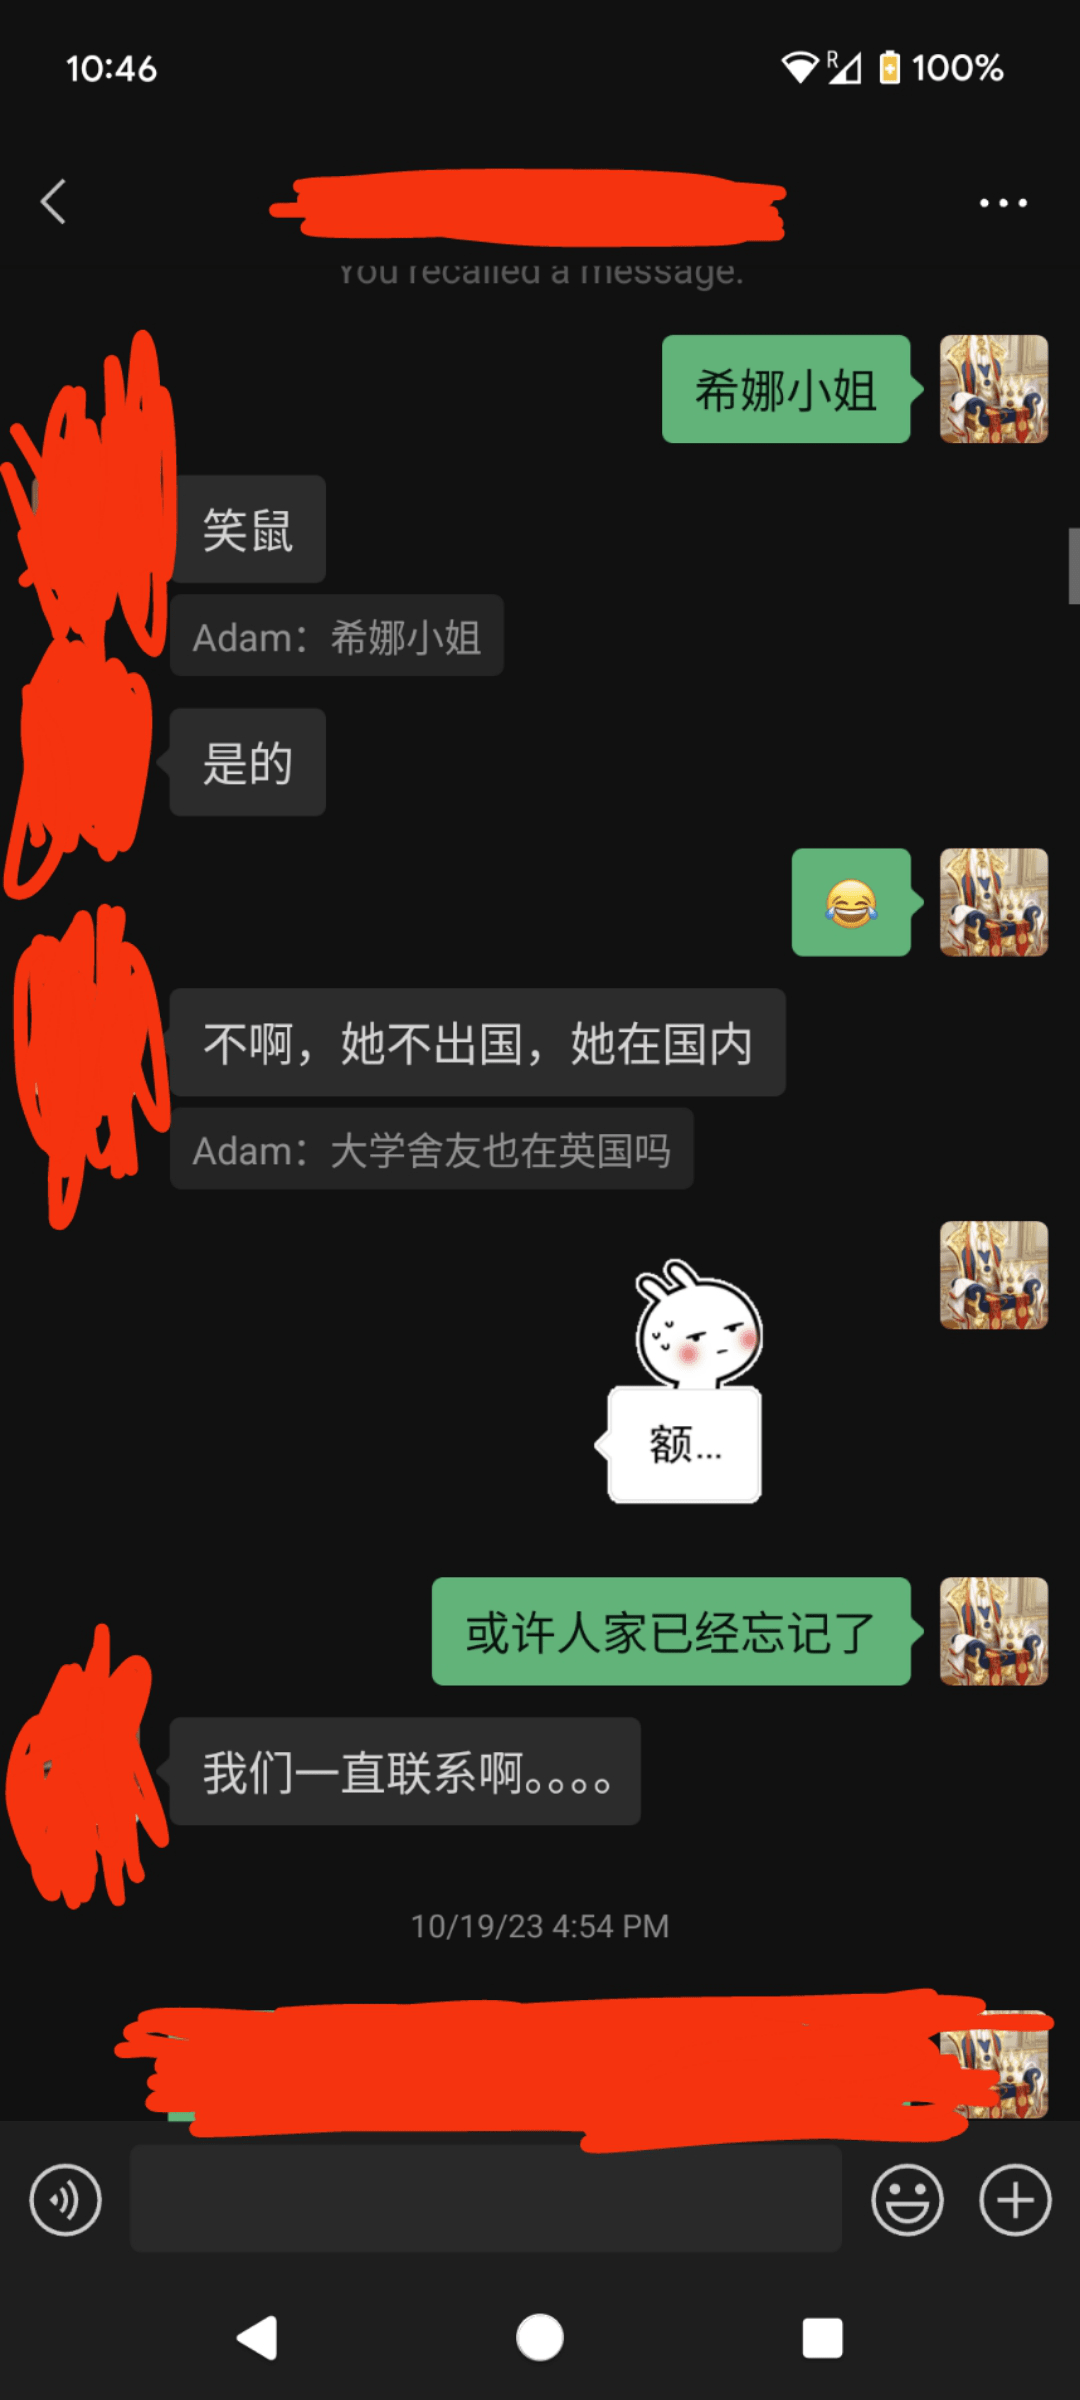 10:46
R
100%
You recalled a message.
希娜小姐
笑鼠
Adam：希娜小姐
是的
不啊，她不出国，她在国内
Adam：大学舍友也在英国吗
额...
或许人家已经忘记了
我们一直联系啊。。。。
10/19/23 4:54 PM